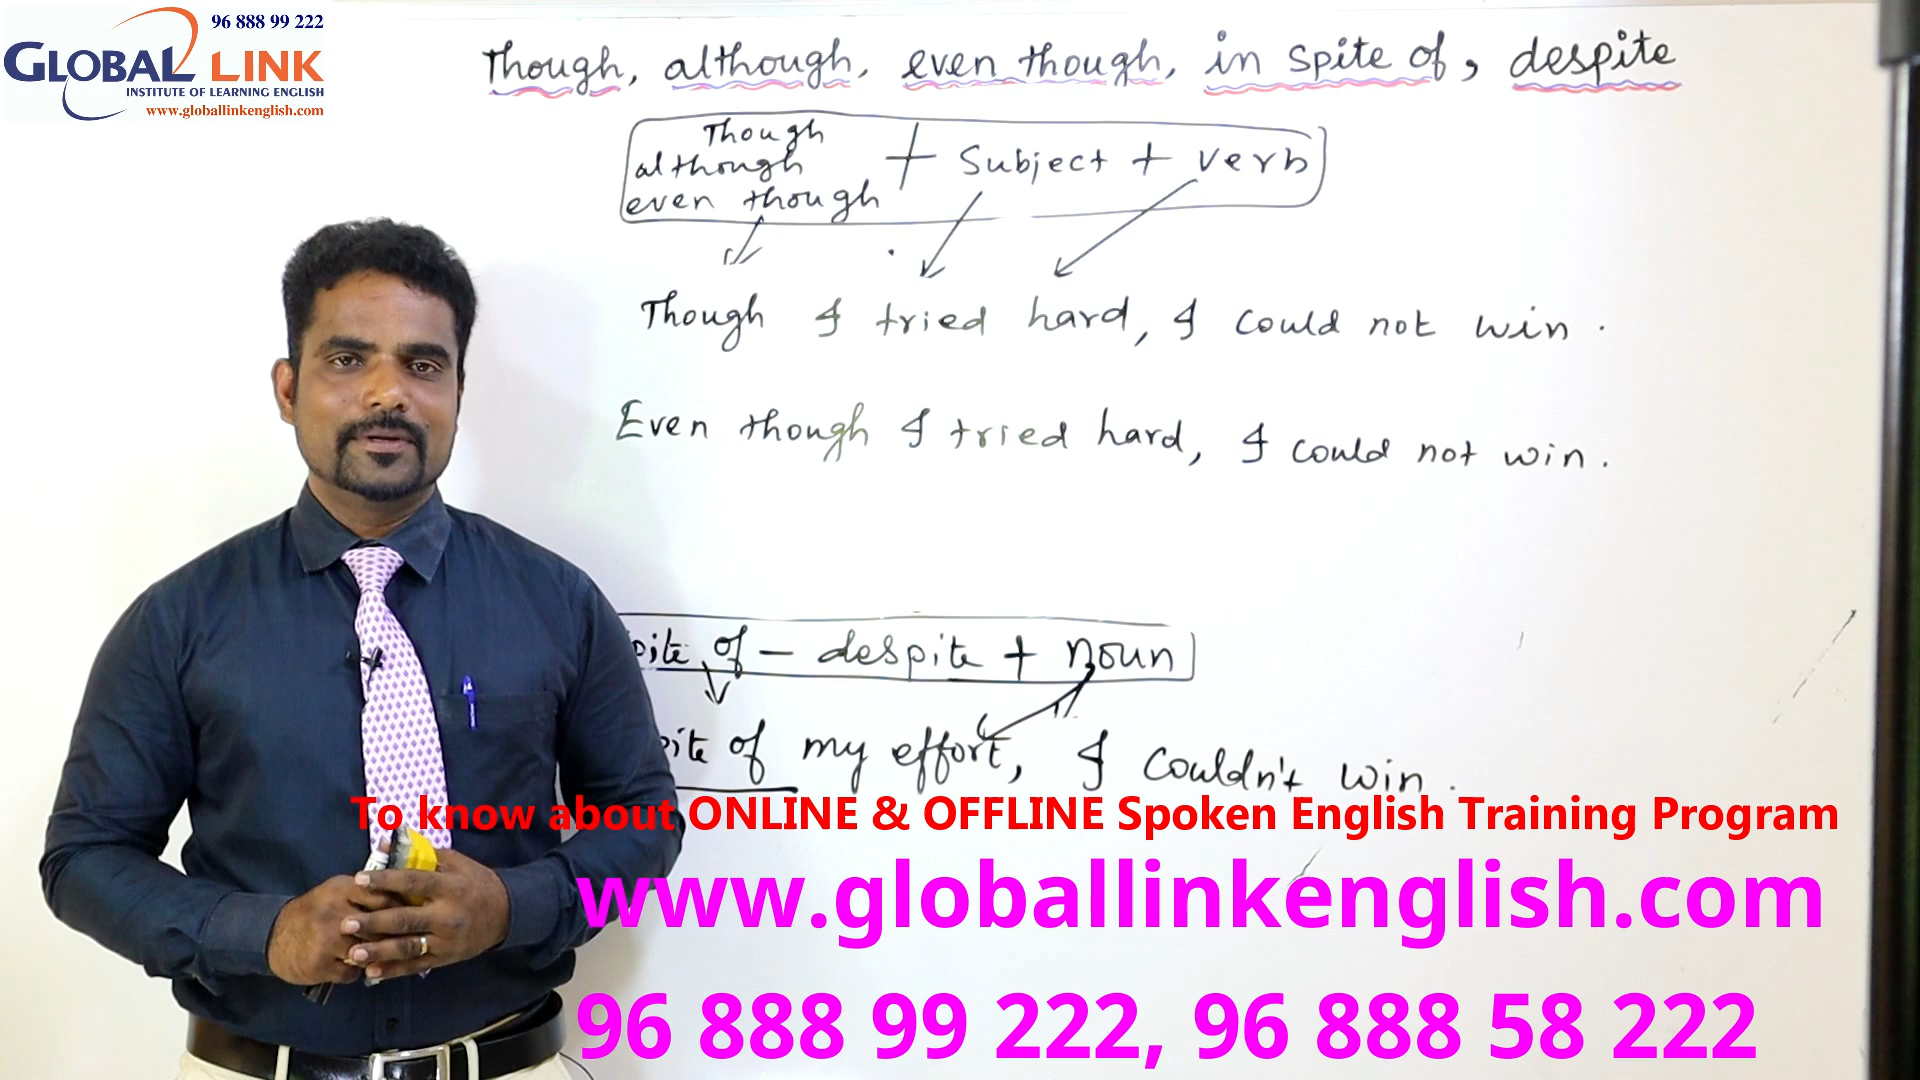 96 888 99 222
GLOBAL LINK
INSTITUTE OF LEARNING ENGLISH
www.globallinkenglish.com
Though, although, even though, in spite of, despite
Though
although + Subject + verb
even though
Though I tried hard, I could not win.
Even though I tried hard, I could not win.
pite of - despite + noun
pite of my effort, I couldn't win.
To know about ONLINE & OFFLINE Spoken English Training Program
www.globallinkenglish.com
96 888 99 222, 96 888 58 222